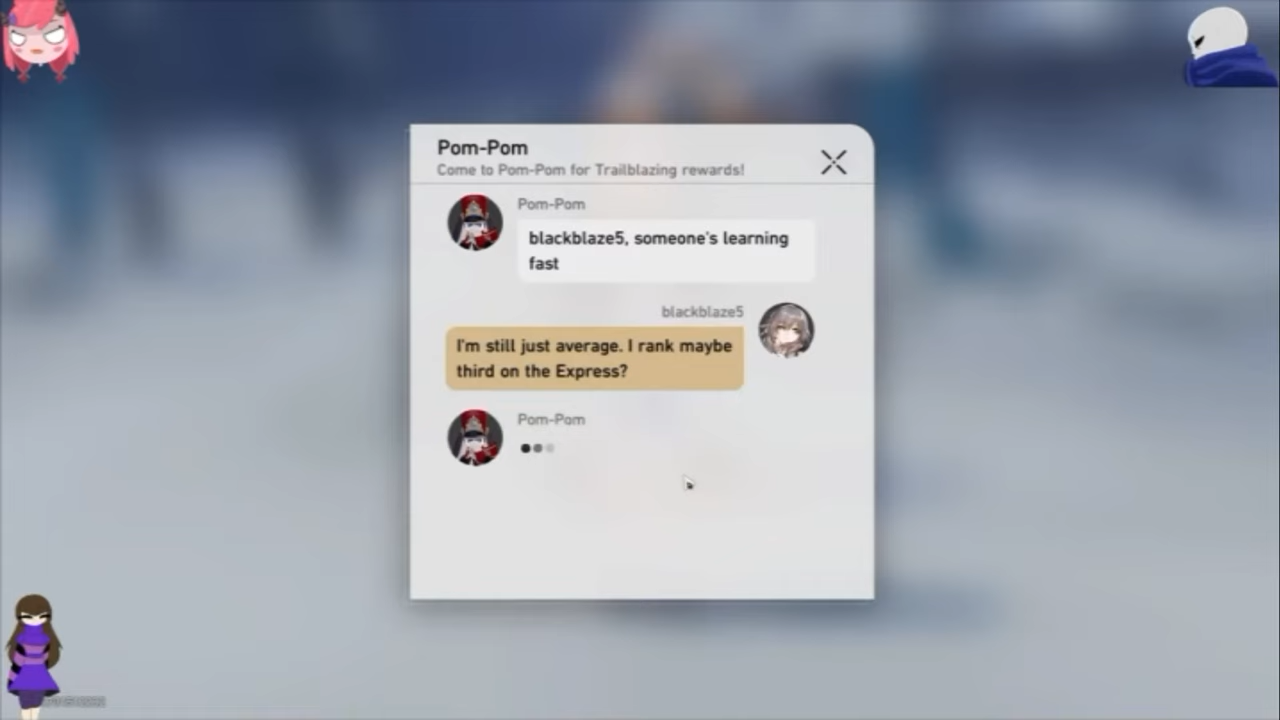 Pom-Pom
Come to Pom-Pom for Trailblazing rewards!
Pom-Pom
blackblaze5, someone's learning
fast
blackblaze5
I'm still just average. I rank maybe
third on the Express?
Pom-Pom